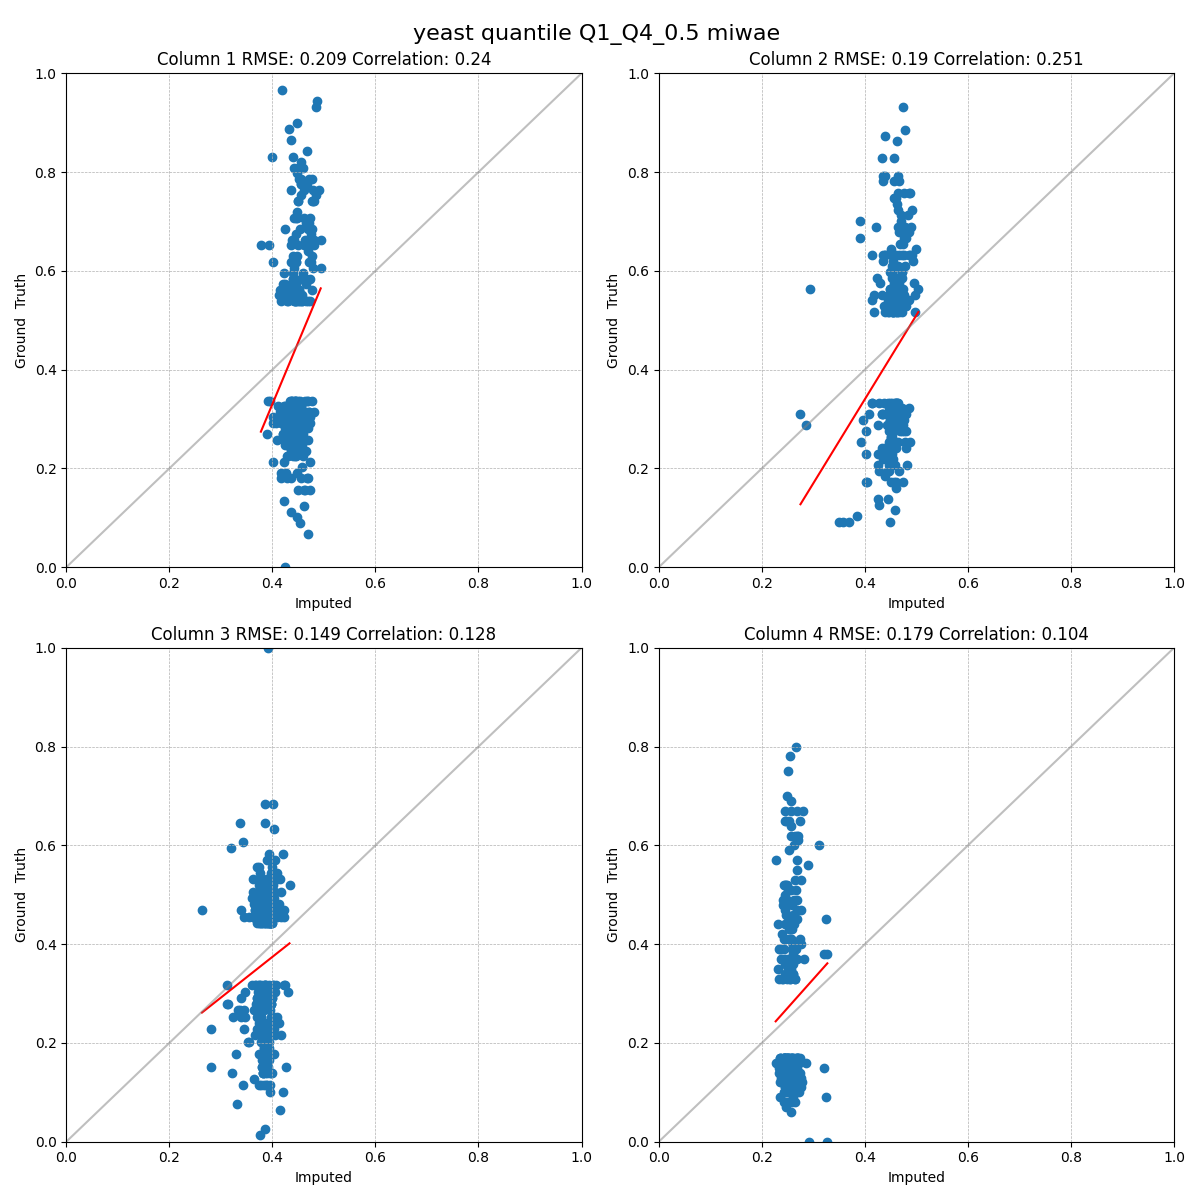 yeast quantile Q1_Q4_0.5 miwae
Column 1 RMSE: 0.209 Correlation: 0.24
1.0
0.8
0.6
0.4
0.2
0.0
Ground Truth
0.0 0.2 0.4 0.6 0.8 1.0
Imputed
Column 2 RMSE: 0.19 Correlation: 0.251
1.0
0.8
0.6
0.4
0.2
0.0
Ground Truth
0.0 0.2 0.4 0.6 0.8 1.0
Imputed
Column 3 RMSE: 0.149 Correlation: 0.128
1.0
0.8
0.6
0.4
0.2
0.0
Ground Truth
0.0 0.2 0.4 0.6 0.8 1.0
Imputed
Column 4 RMSE: 0.179 Correlation: 0.104
1.0
0.8
0.6
0.4
0.2
0.0
Ground Truth
0.0 0.2 0.4 0.6 0.8 1.0
Imputed